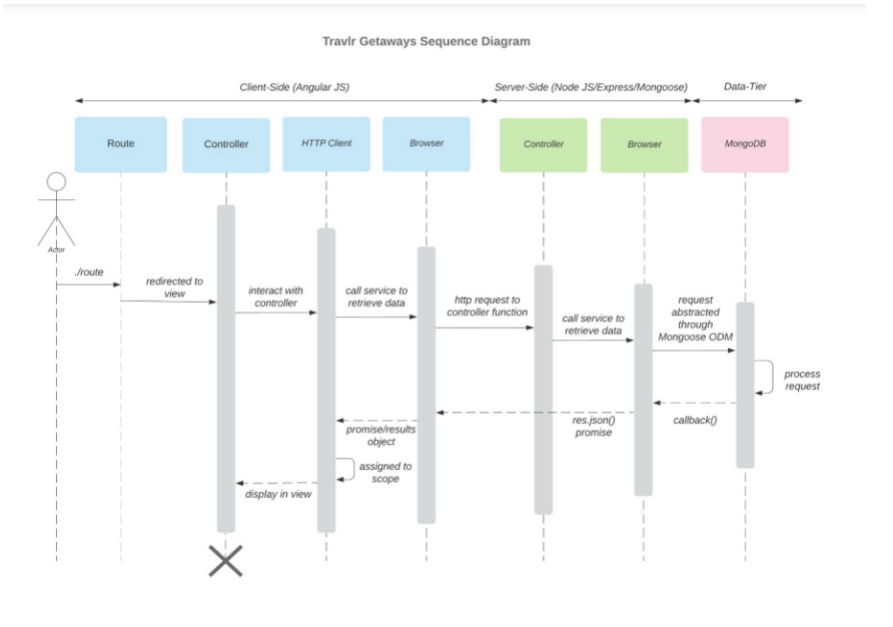 Travlr Getaways Sequence Diagram
Client-Side (Angular JS)
Server-Side (Node JS/Express/Mongoose)
Data-Tier
Route
Controller
HTTP Client
Browser
Controller
Browser
MongoDB
Actor
./route
redirected to
view
interact with
controller
call service to
retrieve data
http request to
controller function
call service to
retrieve data
request
abstracted
through
Mongoose ODM
process
request
callback()
res.json()
promise
promise/results
object
assigned to
scope
display in view